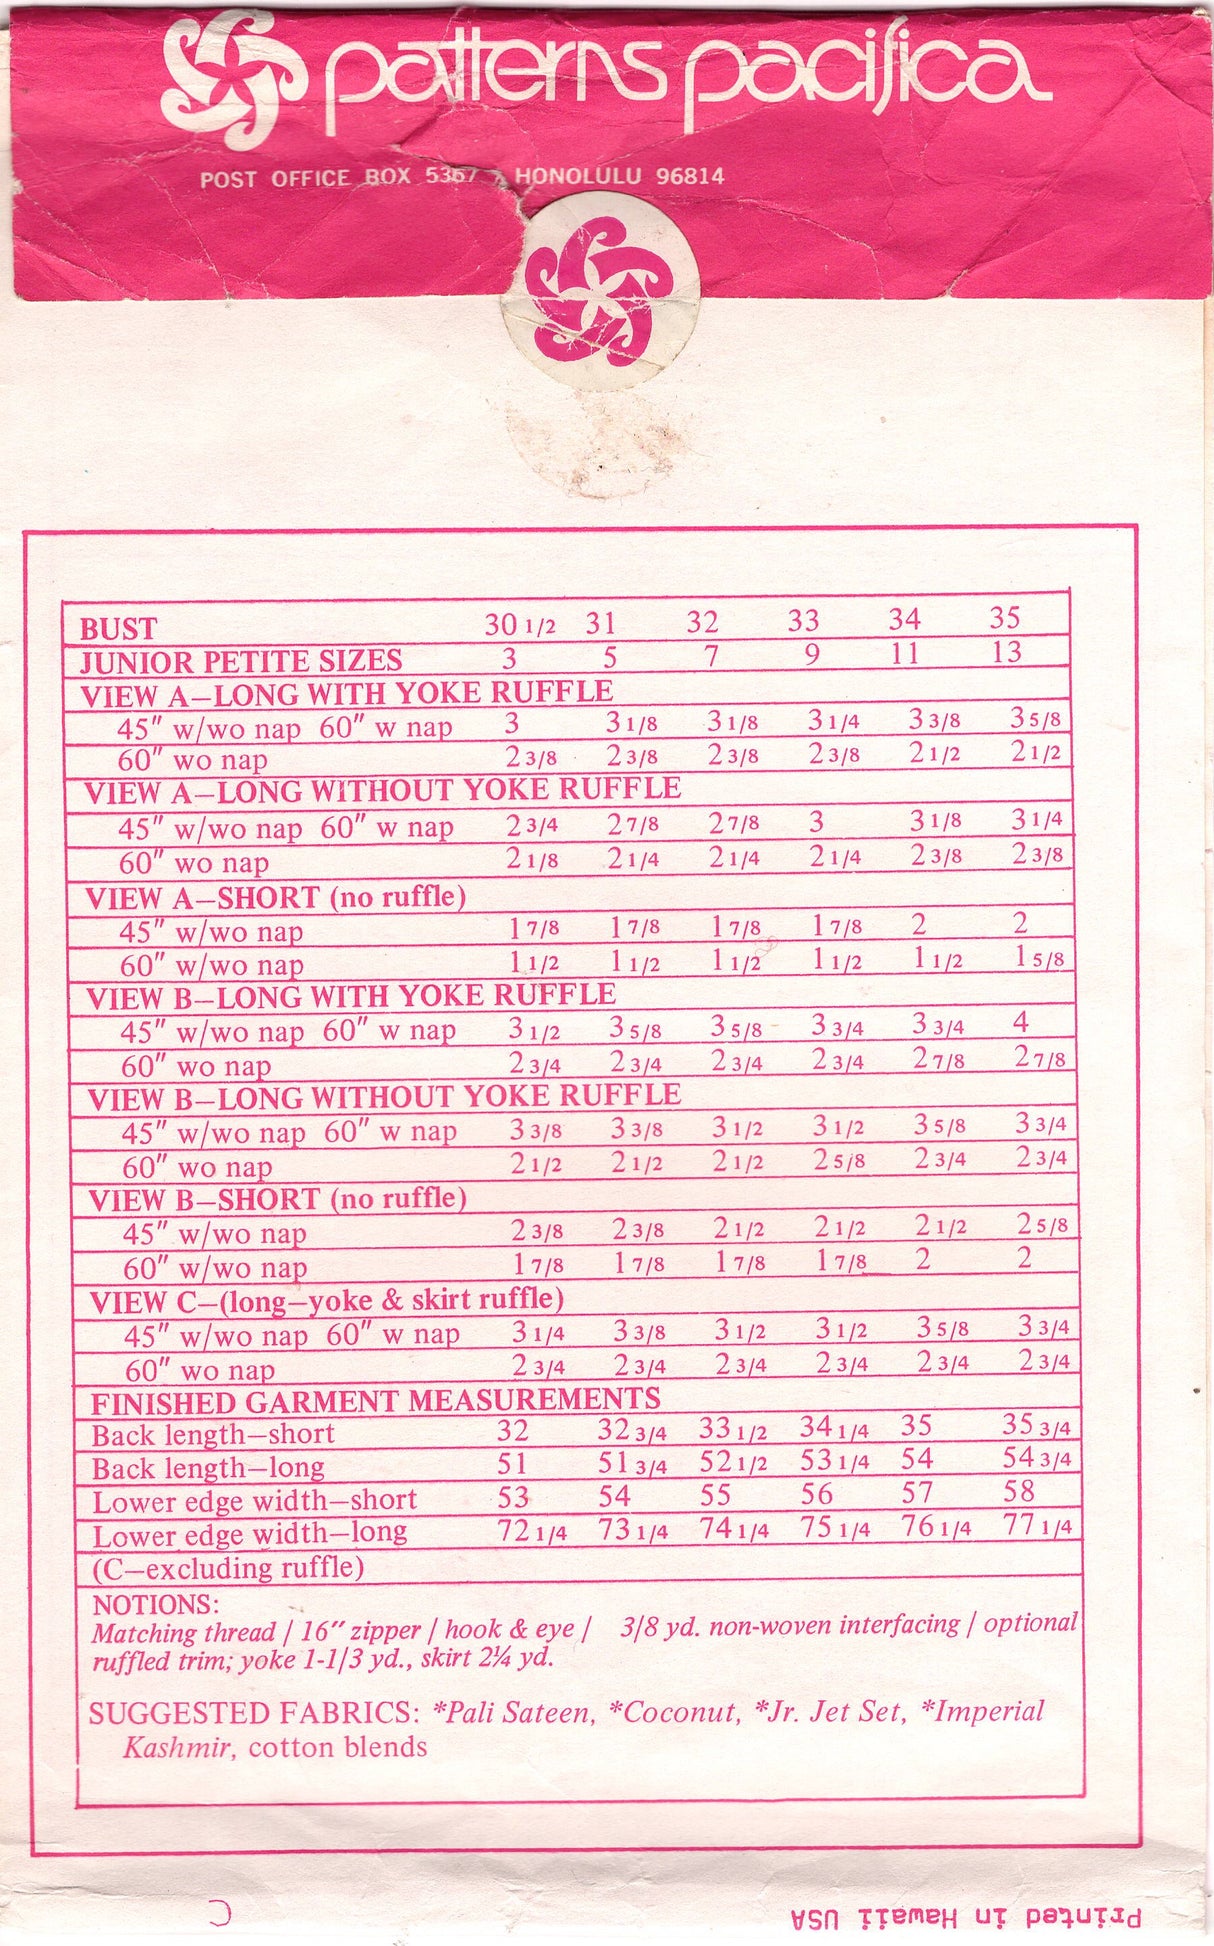 patterns pacifica
POST OFFICE BOX 5367 HONOLULU 96814
BUST 30 1/2 31 32 33 34 35
JUNIOR PETITE SIZES 3 5 7 9 11 13
VIEW A—LONG WITH YOKE RUFFLE
45" w/wo nap 60" w nap 3 3 1/8 3 1/8 3 1/4 3 3/8 3 5/8
60" wo nap 2 3/8 2 3/8 2 3/8 2 3/8 2 1/2 2 1/2
VIEW A—LONG WITHOUT YOKE RUFFLE
45" w/wo nap 60" w nap 2 3/4 2 7/8 2 7/8 3 3 1/8 3 1/4
60" wo nap 2 1/8 2 1/4 2 1/4 2 1/4 2 3/8 2 3/8
VIEW A—SHORT (no ruffle)
45" w/wo nap 1 7/8 1 7/8 1 7/8 1 7/8 2 2
60" w/wo nap 1 1/2 1 1/2 1 1/2 1 1/2 1 1/2 1 5/8
VIEW B—LONG WITH YOKE RUFFLE
45" w/wo nap 60" w nap 3 1/2 3 5/8 3 5/8 3 3/4 3 3/4 4
60" wo nap 2 3/4 2 3/4 2 3/4 2 3/4 2 7/8 2 7/8
VIEW B—LONG WITHOUT YOKE RUFFLE
45" w/wo nap 60" w nap 3 3/8 3 3/8 3 1/2 3 1/2 3 5/8 3 3/4
60" wo nap 2 1/2 2 1/2 2 1/2 2 5/8 2 3/4 2 3/4
VIEW B—SHORT (no ruffle)
45" w/wo nap 2 3/8 2 3/8 2 1/2 2 1/2 2 1/2 2 5/8
60" w/wo nap 1 7/8 1 7/8 1 7/8 1 7/8 2 2
VIEW C—(long—yoke & skirt ruffle)
45" w/wo nap 60" w nap 3 1/4 3 3/8 3 1/2 3 1/2 3 5/8 3 3/4
60" wo nap 2 3/4 2 3/4 2 3/4 2 3/4 2 3/4 2 3/4
FINISHED GARMENT MEASUREMENTS
Back length—short 32 32 3/4 33 1/2 34 1/4 35 35 3/4
Back length—long 51 51 3/4 52 1/2 53 1/4 54 54 3/4
Lower edge width—short 53 54 55 56 57 58
Lower edge width—long 72 1/4 73 1/4 74 1/4 75 1/4 76 1/4 77 1/4
(C—excluding ruffle)
NOTIONS:
Matching thread / 16" zipper / hook & eye / 3/8 yd. non-woven interfacing / optional
ruffled trim; yoke 1-1/3 yd., skirt 2¼ yd.
SUGGESTED FABRICS: *Pali Sateen, *Coconut, *Jr. Jet Set, *Imperial
Kashmir, cotton blends
C
Printed in Hawaii USA